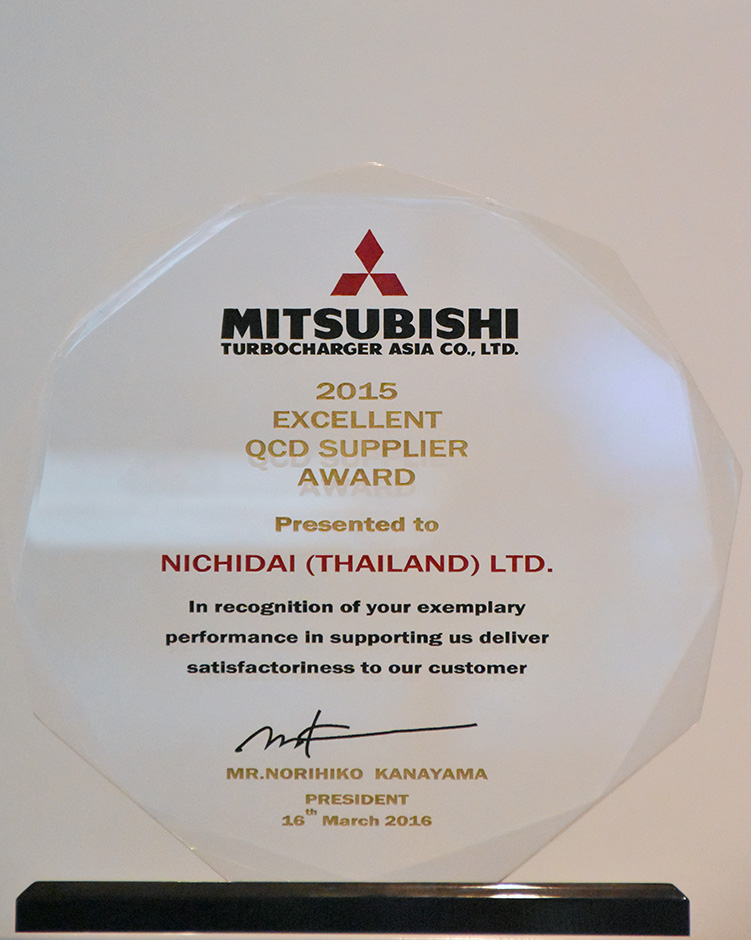 MITSUBISHI
TURBOCHARGER ASIA CO., LTD.
2015
EXCELLENT
QCD SUPPLIER
AWARD
Presented to
NICHIDAI (THAILAND) LTD.
In recognition of your exemplary
performance in supporting us deliver
satisfactoriness to our customer
MR.NORIHIKO KANAYAMA
PRESIDENT
16th March 2016